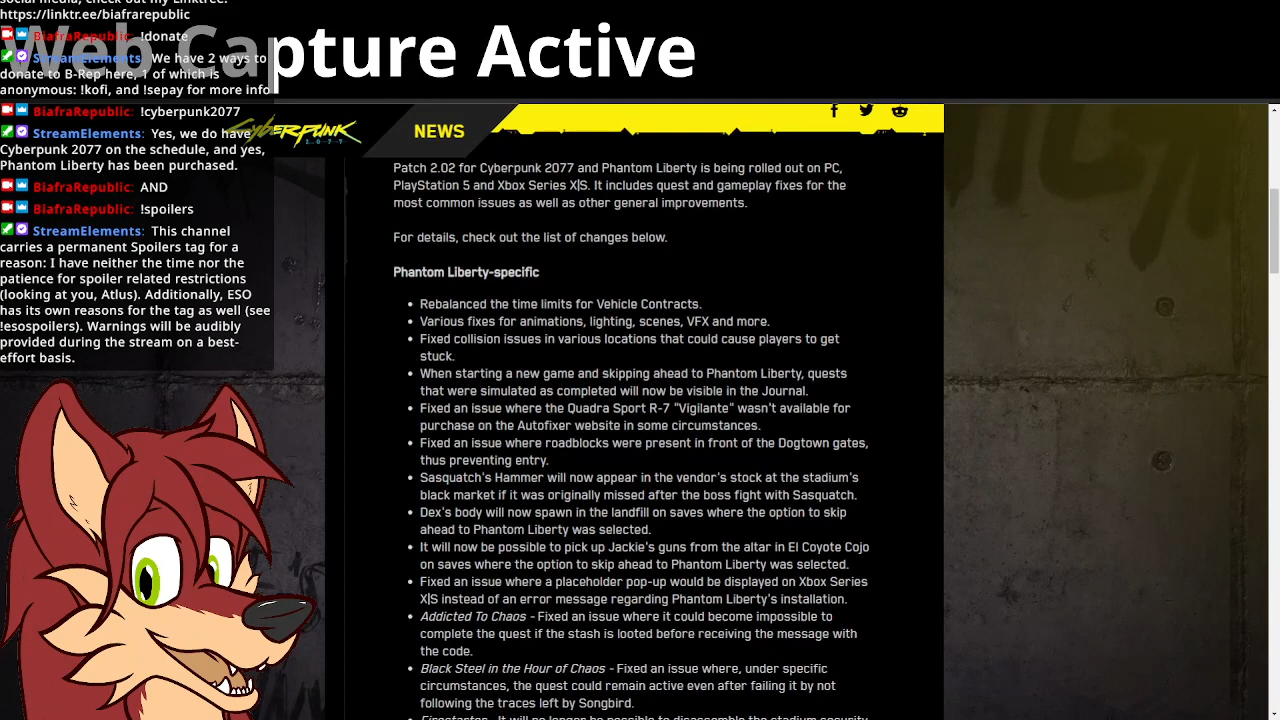 social media, check out my Linktree:
https://linktr.ee/biafrarepublic
BiafraRepublic: !donate
StreamElements: We have 2 ways to
donate to B-Rep here, 1 of which is
anonymous: !kofi, and !sepay for more info
BiafraRepublic: !cyberpunk2077
StreamElements: Yes, we do have
Cyberpunk 2077 on the schedule, and yes,
Phantom Liberty has been purchased.
BiafraRepublic: AND
BiafraRepublic: !spoilers
StreamElements: This channel
carries a permanent Spoilers tag for a
reason: I have neither the time nor the
patience for spoiler related restrictions
(looking at you, Atlus). Additionally, ESO
has its own reasons for the tag as well (see
!esospoilers). Warnings will be audibly
provided during the stream on a best-
effort basis.
Web Capture Active
CYBERPUNK
2077
NEWS
Patch 2.02 for Cyberpunk 2077 and Phantom Liberty is being rolled out on PC,
PlayStation 5 and Xbox Series X|S. It includes quest and gameplay fixes for the
most common issues as well as other general improvements.
For details, check out the list of changes below.
Phantom Liberty-specific
• Rebalanced the time limits for Vehicle Contracts.
• Various fixes for animations, lighting, scenes, VFX and more.
• Fixed collision issues in various locations that could cause players to get
stuck.
• When starting a new game and skipping ahead to Phantom Liberty, quests
that were simulated as completed will now be visible in the Journal.
• Fixed an issue where the Quadra Sport R-7 "Vigilante" wasn't available for
purchase on the Autofixer website in some circumstances.
• Fixed an issue where roadblocks were present in front of the Dogtown gates,
thus preventing entry.
• Sasquatch's Hammer will now appear in the vendor's stock at the stadium's
black market if it was originally missed after the boss fight with Sasquatch.
• Dex's body will now spawn in the landfill on saves where the option to skip
ahead to Phantom Liberty was selected.
• It will now be possible to pick up Jackie's guns from the altar in El Coyote Cojo
on saves where the option to skip ahead to Phantom Liberty was selected.
• Fixed an issue where a placeholder pop-up would be displayed on Xbox Series
X|S instead of an error message regarding Phantom Liberty's installation.
• Addicted To Chaos - Fixed an issue where it could become impossible to
complete the quest if the stash is looted before receiving the message with
the code.
• Black Steel in the Hour of Chaos - Fixed an issue where, under specific
circumstances, the quest could remain active even after failing it by not
following the traces left by Songbird.
• Firestarter - It will no longer be possible to disassemble the stadium security